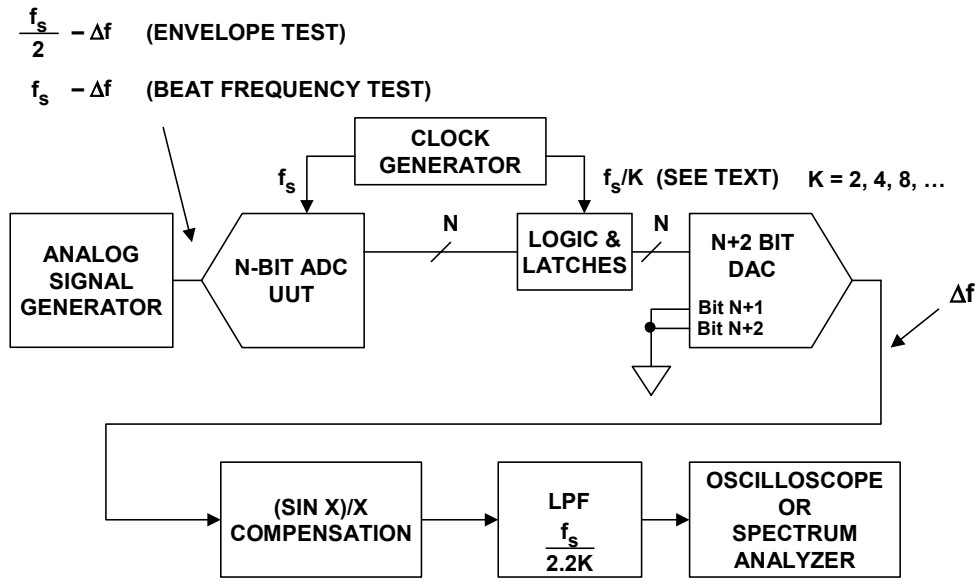 fs
2
– Δf (ENVELOPE TEST)
fs – Δf (BEAT FREQUENCY TEST)
CLOCK
GENERATOR
fs
fs/K (SEE TEXT) K = 2, 4, 8, …
ANALOG
SIGNAL
GENERATOR
N-BIT ADC
UUT
N
LOGIC &
LATCHES
N
N+2 BIT
DAC
Bit N+1
Bit N+2
Δf
(SIN X)/X
COMPENSATION
LPF
fs
2.2K
OSCILLOSCOPE
OR
SPECTRUM
ANALYZER